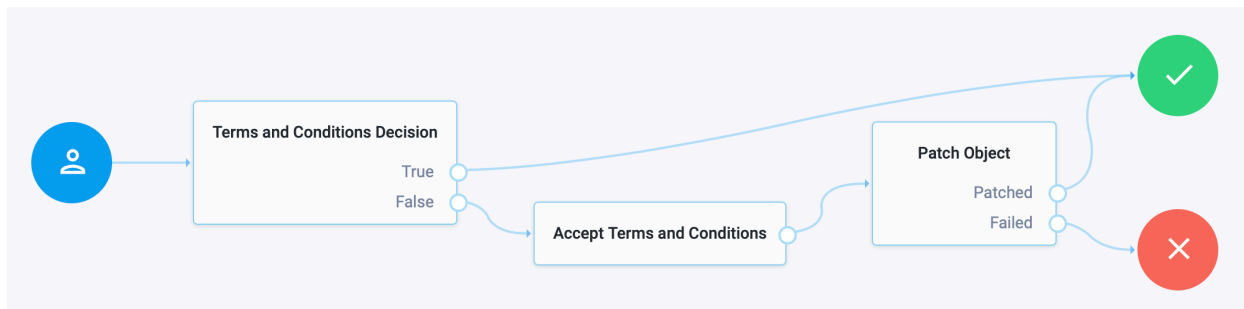 Terms and Conditions Decision
True
False
Accept Terms and Conditions
Patch Object
Patched
Failed